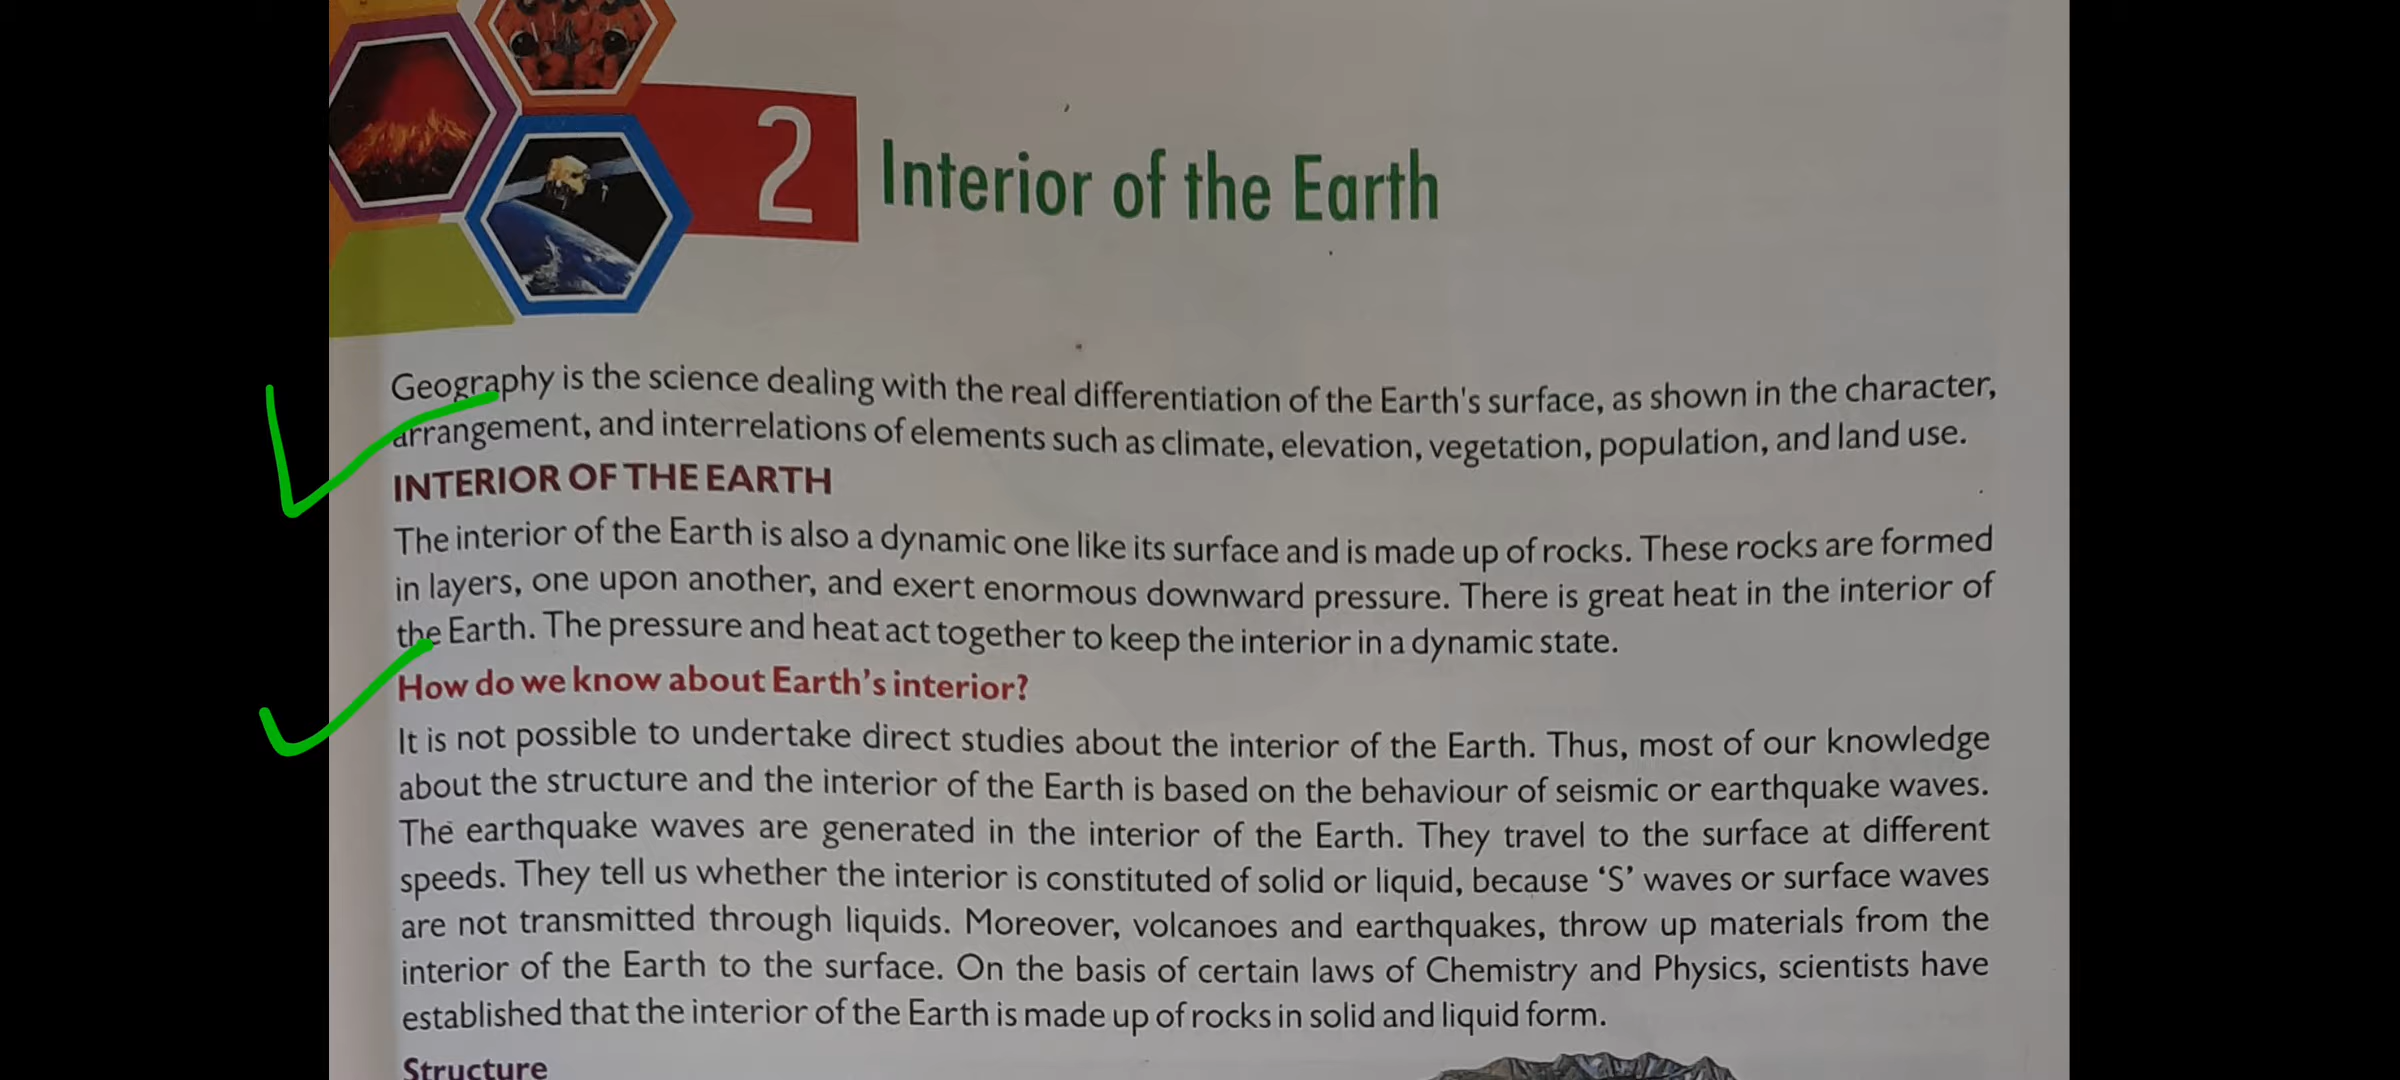 2
Interior of the Earth
Geography is the science dealing with the real differentiation of the Earth's surface, as shown in the character,
arrangement, and interrelations of elements such as climate, elevation, vegetation, population, and land use.
INTERIOR OF THE EARTH
The interior of the Earth is also a dynamic one like its surface and is made up of rocks. These rocks are formed
in layers, one upon another, and exert enormous downward pressure. There is great heat in the interior of
the Earth. The pressure and heat act together to keep the interior in a dynamic state.
How do we know about Earth's interior?
It is not possible to undertake direct studies about the interior of the Earth. Thus, most of our knowledge
about the structure and the interior of the Earth is based on the behaviour of seismic or earthquake waves.
The earthquake waves are generated in the interior of the Earth. They travel to the surface at different
speeds. They tell us whether the interior is constituted of solid or liquid, because ‘S’ waves or surface waves
are not transmitted through liquids. Moreover, volcanoes and earthquakes, throw up materials from the
interior of the Earth to the surface. On the basis of certain laws of Chemistry and Physics, scientists have
established that the interior of the Earth is made up of rocks in solid and liquid form.
Structure